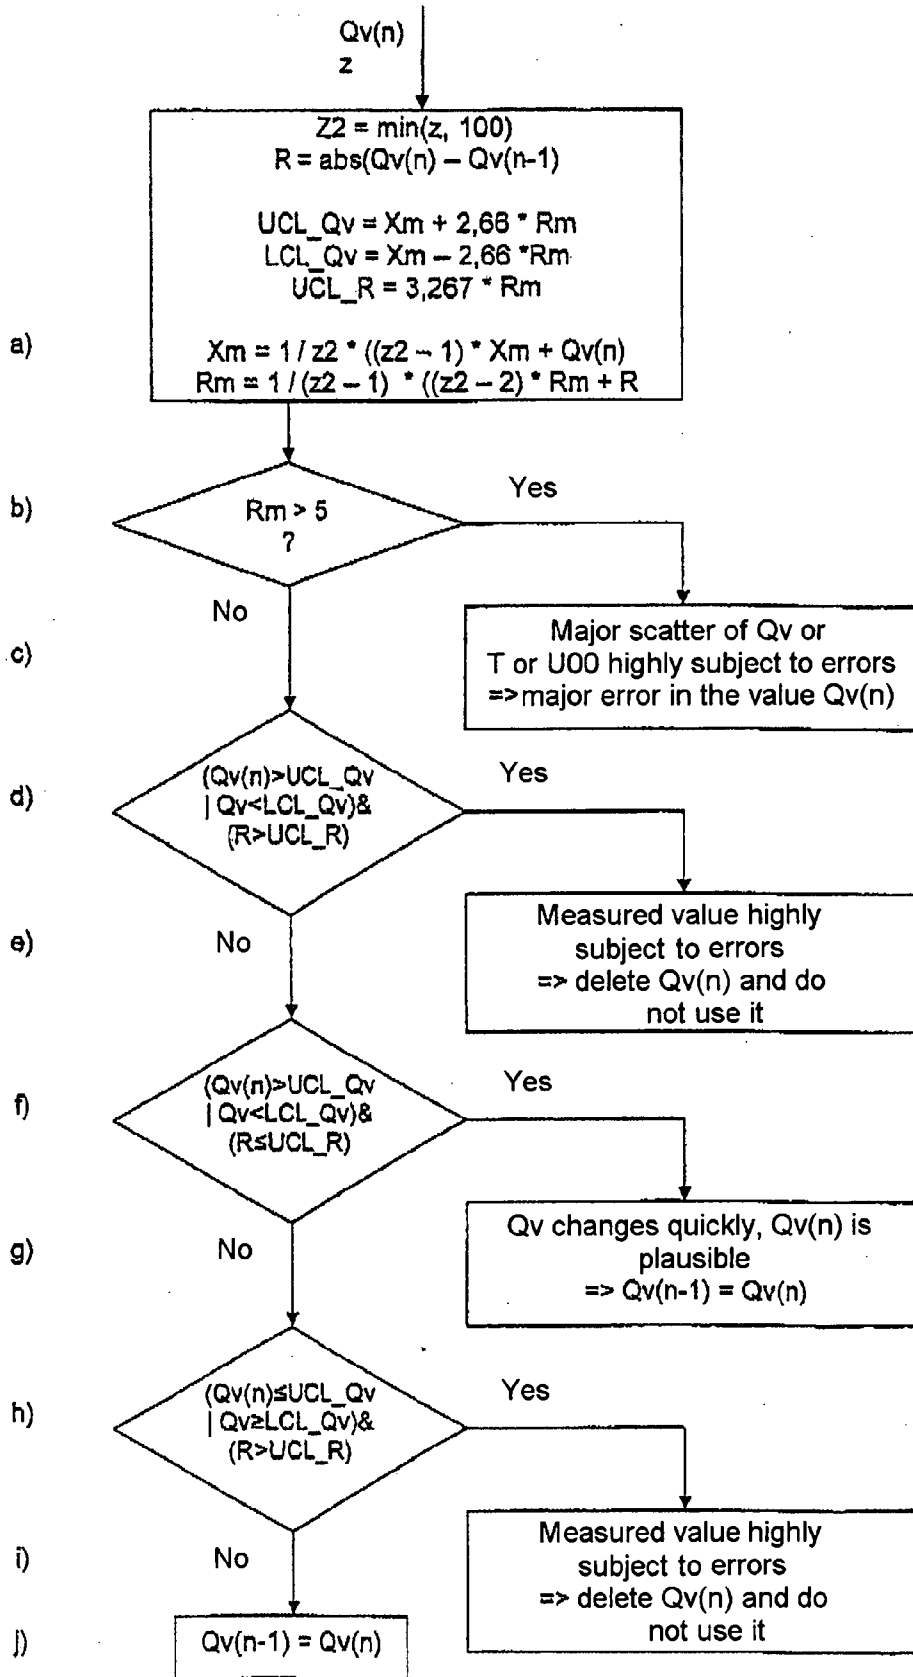 Qv(n)
z
Z2 = min(z, 100)
R = abs(Qv(n) – Qv(n-1)
UCL_Qv = Xm + 2,66 * Rm
LCL_Qv = Xm – 2,66 *Rm
UCL_R = 3,267 * Rm
a)
Xm = 1 / z2 * ((z2 – 1) * Xm + Qv(n)
Rm = 1 / (z2 – 1) * ((z2 – 2) * Rm + R
b)
Rm > 5
?
Yes
No
c)
Major scatter of Qv or
T or U00 highly subject to errors
=> major error in the value Qv(n)
d)
(Qv(n)>UCL_Qv
| Qv<LCL_Qv)&
(R>UCL_R)
Yes
e)
No
Measured value highly
subject to errors
=> delete Qv(n) and do
not use it
f)
(Qv(n)>UCL_Qv
| Qv<LCL_Qv)&
(R≤UCL_R)
Yes
g)
No
Qv changes quickly, Qv(n) is
plausible
=> Qv(n-1) = Qv(n)
h)
(Qv(n)≤UCL_Qv
| Qv≥LCL_Qv)&
(R>UCL_R)
Yes
i)
No
Measured value highly
subject to errors
=> delete Qv(n) and do
not use it
j)
Qv(n-1) = Qv(n)